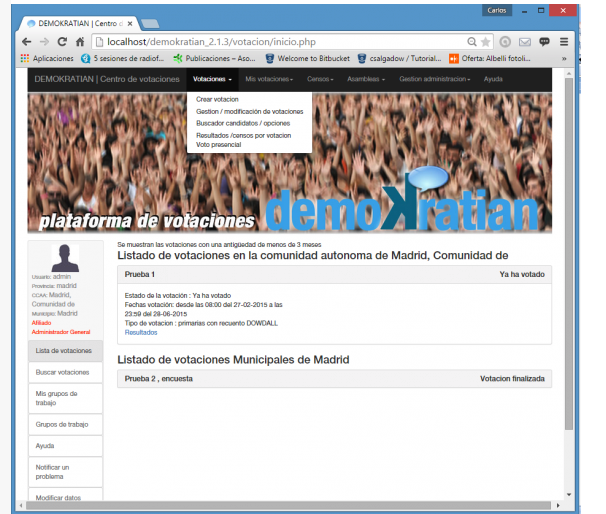 Carlos
DEMOKRATIAN | Centro d
localhost/demokratian_2.1.3/votacion/inicio.php
Aplicaciones 5 sesiones de radiof... Publicaciones – Aso... Welcome to Bitbucket csalgadow / Tutorial... Oferta: Albelli fotoli... »
DEMOKRATIAN | Centro de votaciones Votaciones Mis votaciones Censos Asambleas Gestion administracion Ayuda
Crear votacion
Gestion / modificación de votaciones
Buscador candidatos / opciones
Resultados /censos por votacion
Voto presencial
plataforma de votaciones demokratian
Se muestran las votaciones con una antigüedad de menos de 3 meses
Listado de votaciones en la comunidad autonoma de Madrid, Comunidad de
Prueba 1 Ya ha votado
Estado de la votación : Ya ha votado
Fechas votación: desde las 08:00 del 27-02-2015 a las
23:59 del 28-06-2015
Tipo de votacion : primarias con recuento DOWDALL
Resultados
Listado de votaciones Municipales de Madrid
Prueba 2 , encuesta Votacion finalizada
Usuario: admin
Provincia: madrid
CCAA: Madrid,
Comunidad de
Municipio: Madrid
Afiliado
Administrador General
Lista de votaciones
Buscar votaciones
Mis grupos de
trabajo
Grupos de trabajo
Ayuda
Notificar un
problema
Modificar datos